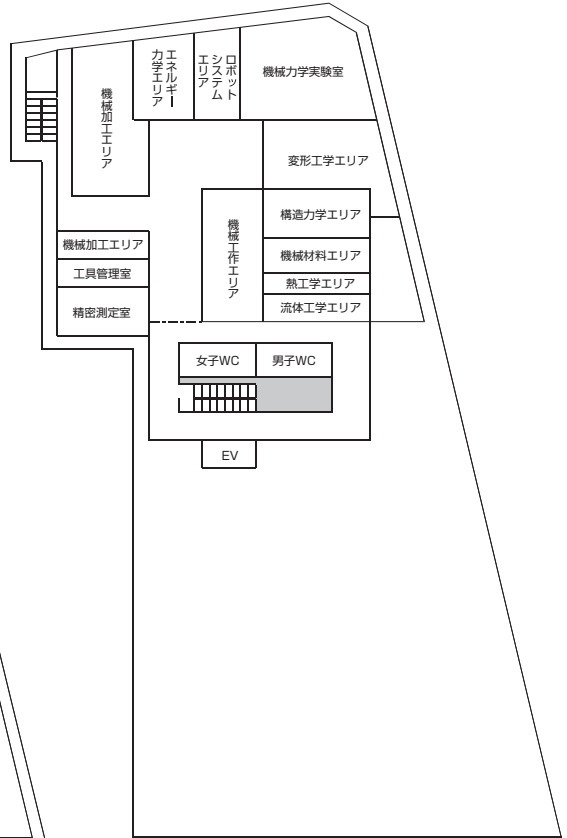 機械加工エリア
エネルギー
力学エリア
ロボット
システム
エリア
機械力学実験室
変形工学エリア
機械工作エリア
構造力学エリア
機械加工エリア
機械材料エリア
工具管理室
熱工学エリア
精密測定室
流体工学エリア
女子WC
男子WC
EV